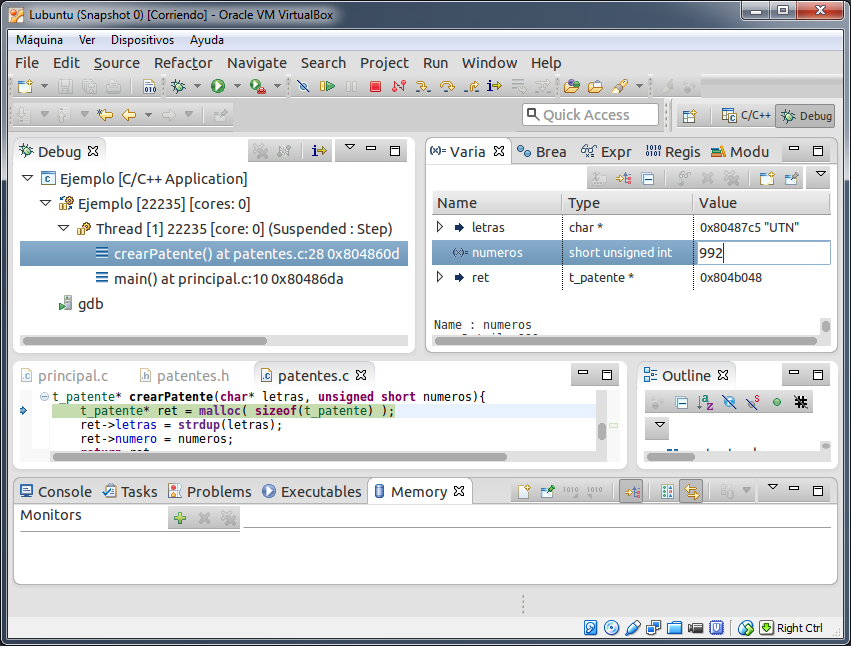 Lubuntu (Snapshot 0) [Corriendo] - Oracle VM VirtualBox
Máquina Ver Dispositivos Ayuda
File Edit Source Refactor Navigate Search Project Run Window Help
Quick Access C/C++ Debug
Debug
Ejemplo [C/C++ Application]
Ejemplo [22235] [cores: 0]
Thread [1] 22235 [core: 0] (Suspended : Step)
crearPatente() at patentes.c:28 0x804860d
main() at principal.c:10 0x80486da
gdb
(x)= Varia Brea Expr Regis Modu
Name Type Value
letras char * 0x80487c5 "UTN"
(x)= numeros short unsigned int 992
ret t_patente * 0x804b048
Name : numeros
principal.c patentes.h patentes.c
t_patente* crearPatente(char* letras, unsigned short numeros){
t_patente* ret = malloc( sizeof(t_patente) );
ret->letras = strdup(letras);
ret->numero = numeros;
Outline
Console Tasks Problems Executables Memory
Monitors
Right Ctrl